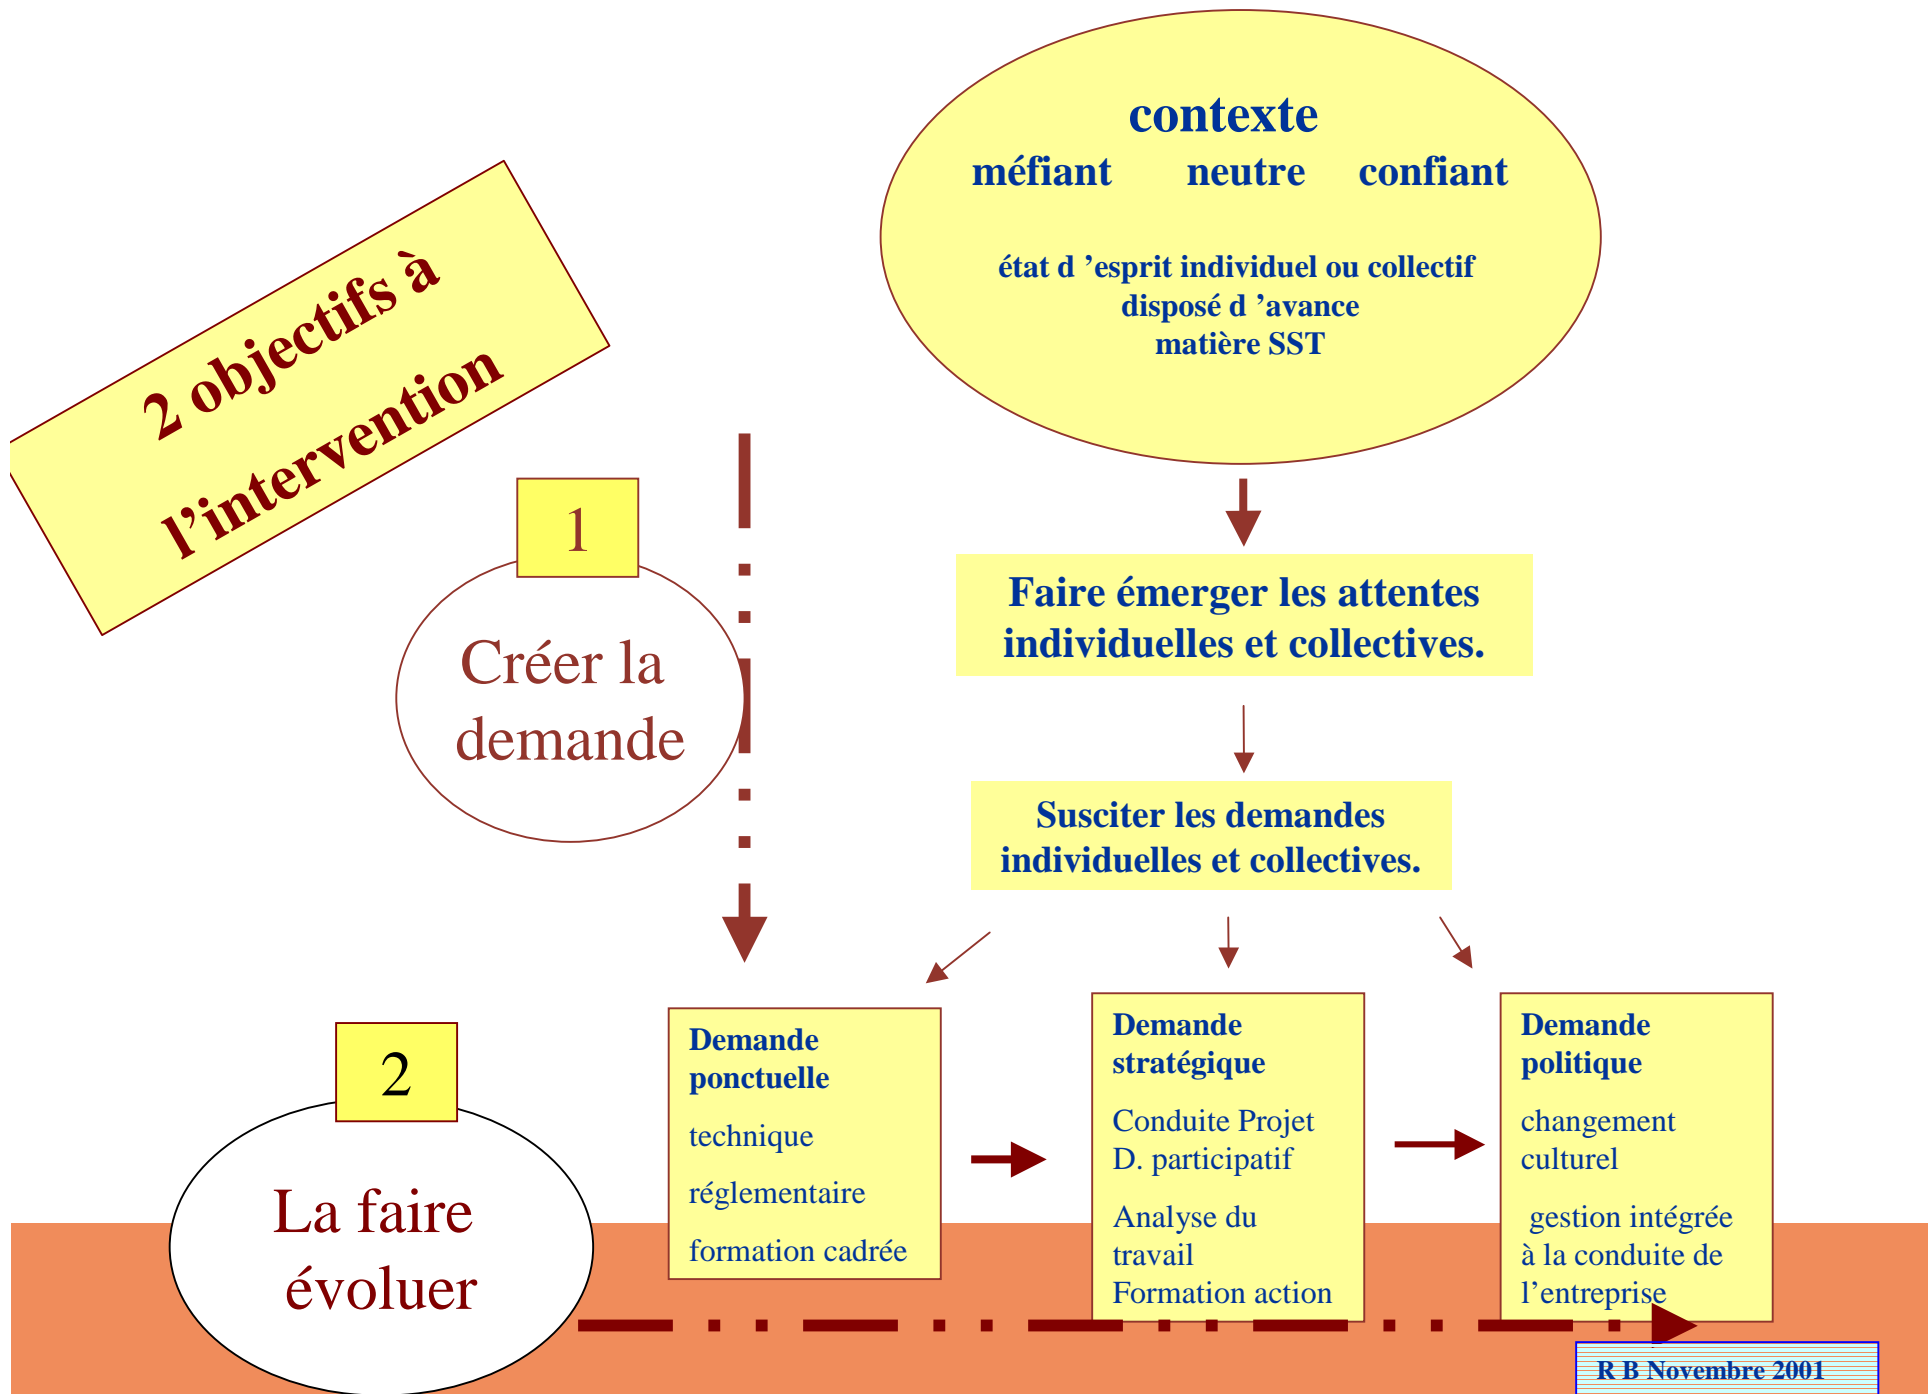 2 objectifs à
l’intervention
contexte
méfiant neutre confiant
état d ’esprit individuel ou collectif
disposé d ’avance
matière SST
1
Créer la
demande
Faire émerger les attentes
individuelles et collectives.
Susciter les demandes
individuelles et collectives.
2
La faire
évoluer
Demande
ponctuelle
technique
réglementaire
formation cadrée
Demande
stratégique
Conduite Projet
D. participatif
Analyse du
travail
Formation action
Demande
politique
changement
culturel
gestion intégrée
à la conduite de
l’entreprise
R B Novembre 2001